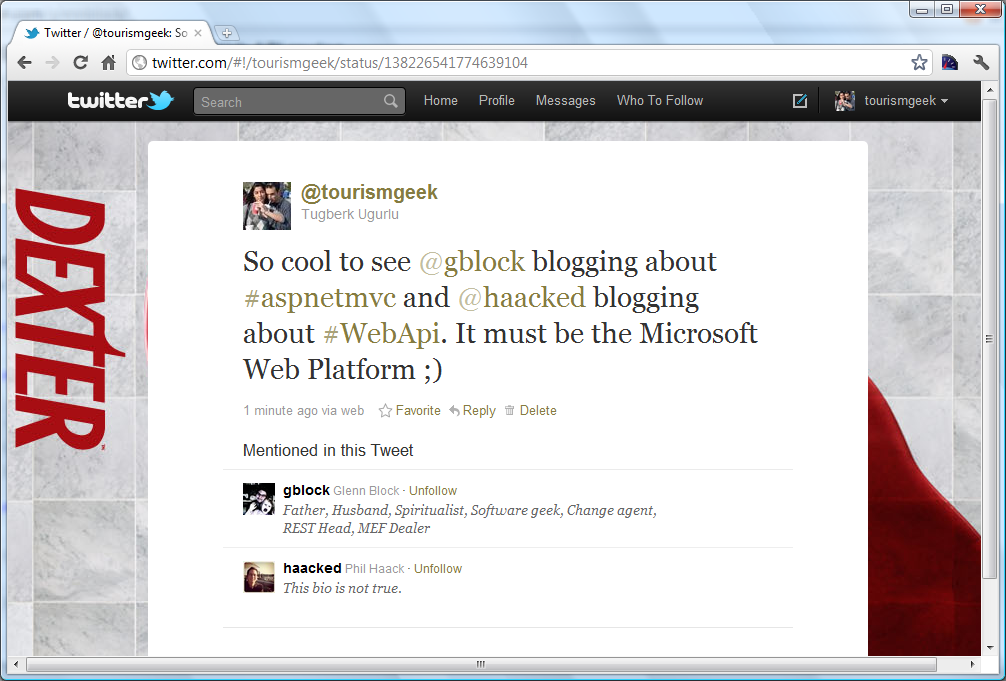 Twitter / @tourismgeek: So
twitter.com/#!/tourismgeek/status/138226541774639104
twitter
Search
Home
Profile
Messages
Who To Follow
tourismgeek
DEXTER
TM
@tourismgeek
Tugberk Ugurlu
So cool to see @gblock blogging about
#aspnetmvc and @haacked blogging
about #WebApi. It must be the Microsoft
Web Platform ;)
1 minute ago via web Favorite Reply Delete
Mentioned in this Tweet
gblock Glenn Block · Unfollow
Father, Husband, Spiritualist, Software geek, Change agent,
REST Head, MEF Dealer
haacked Phil Haack · Unfollow
This bio is not true.